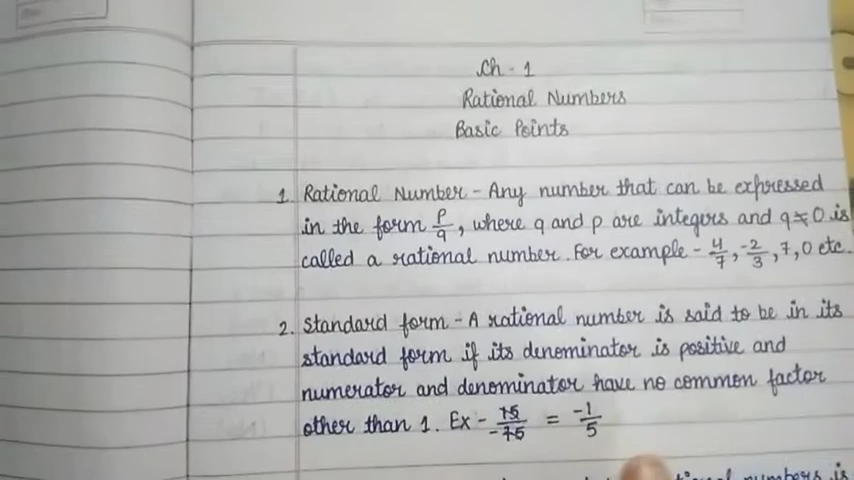 Ch - 1
Rational Numbers
Basic Points
1. Rational Number - Any number that can be expressed
in the form p/q, where q and p are integers and q ≠ 0 is
called a rational number. For example - 4/7, -2/3, 7, 0 etc.
2. Standard form - A rational number is said to be in its
standard form if its denominator is positive and
numerator and denominator have no common factor
other than 1. Ex - 15/-75 = -1/5
numbers is